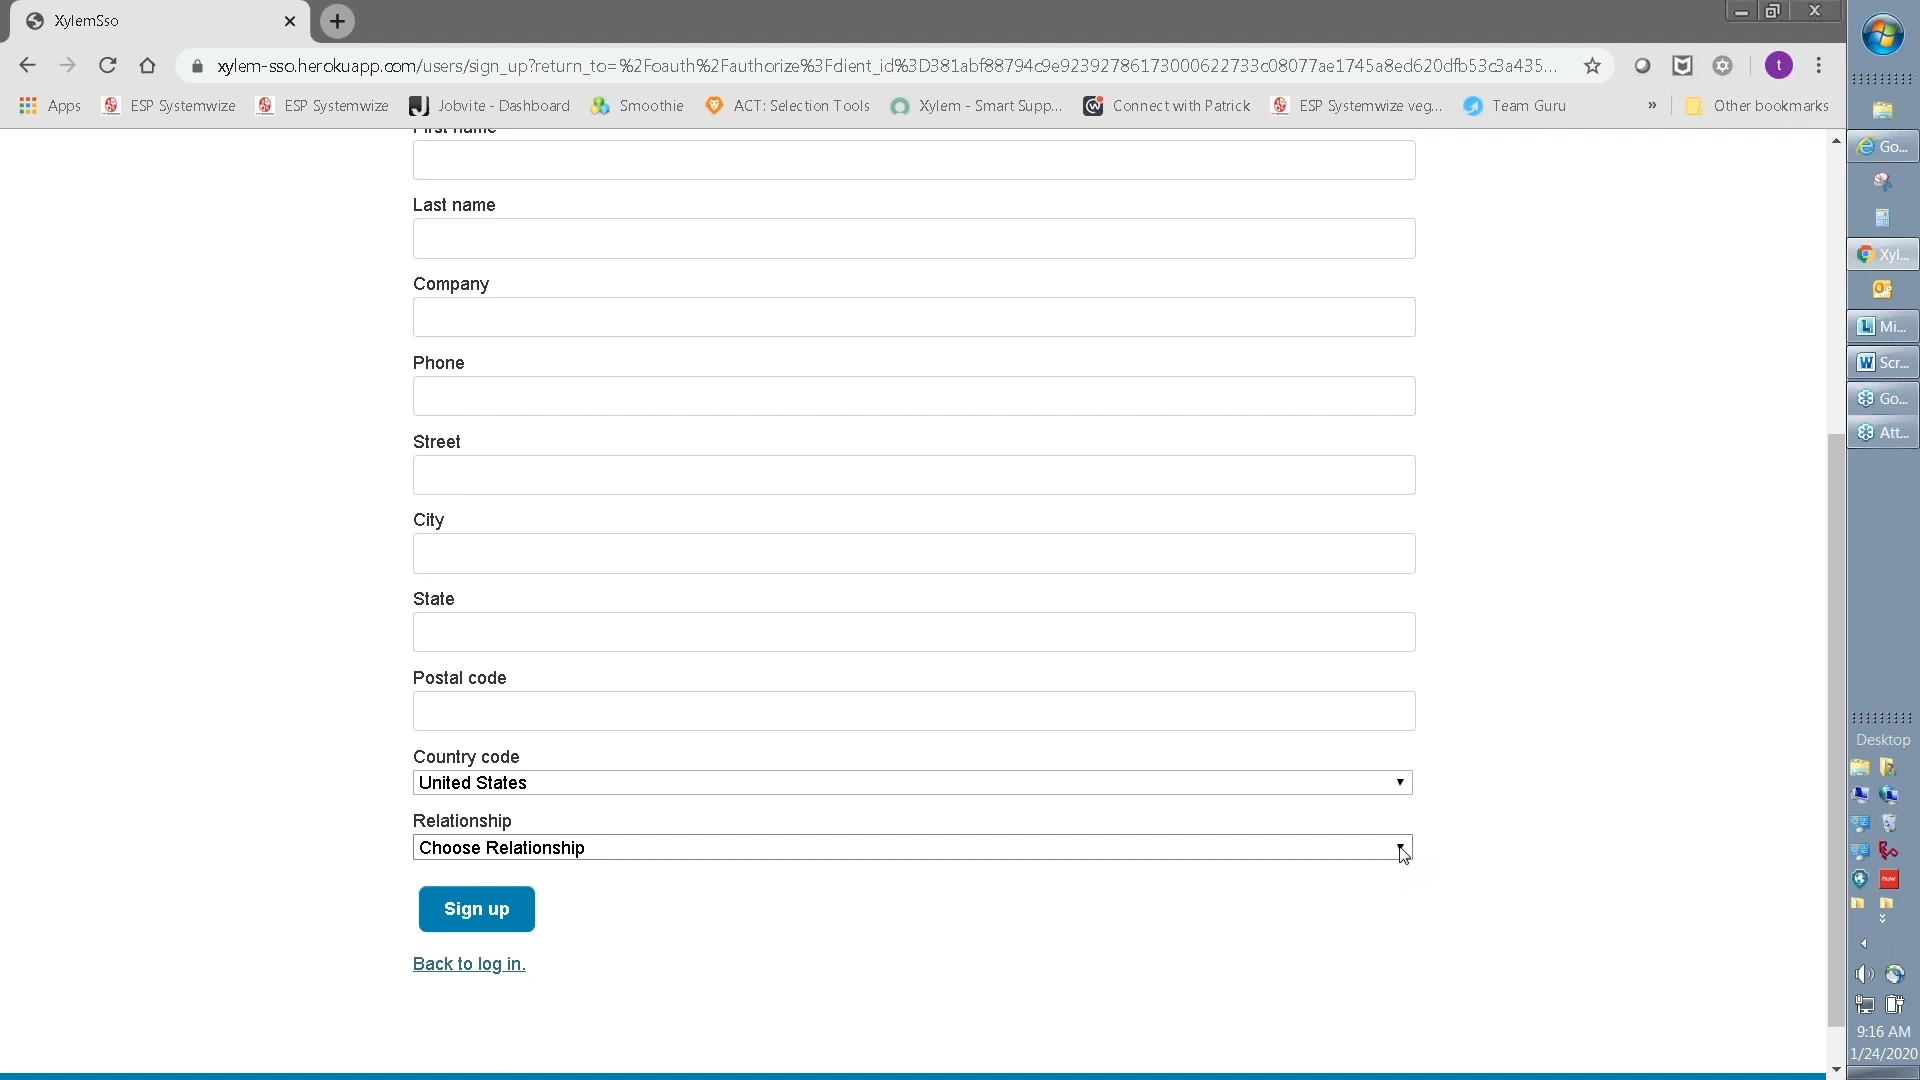 XylemSso
xylem-sso.herokuapp.com/users/sign_up?return_to=%2Foauth%2Fauthorize%3Fclient_id%3D381abf88794c9e92392786173000622733c08077ae1745a8ed620dfb53c3a435...
t
Apps ESP Systemwize ESP Systemwize Jobvite - Dashboard Smoothie ACT: Selection Tools Xylem - Smart Supp... Connect with Patrick ESP Systemwize veg... Team Guru » Other bookmarks
First name
Last name
Company
Phone
Street
City
State
Postal code
Country code
United States
Relationship
Choose Relationship
Sign up
Back to log in.
Go...
Xyl...
Mi...
Scr...
Go...
Att...
Desktop
now
9:16 AM
1/24/2020